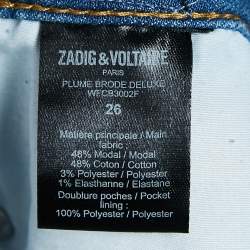 ZADIG & VOLTAIRE
PARIS
PLUME BRODE DELUXE
WFCB3002F
26
Matière principale / Main
fabric :
48% Modal / Modal
48% Coton / Cotton
3% Polyester / Polyester
1% Elasthanne / Elastane
Doublure poches / Pocket
lining :
100% Polyester / Polyester